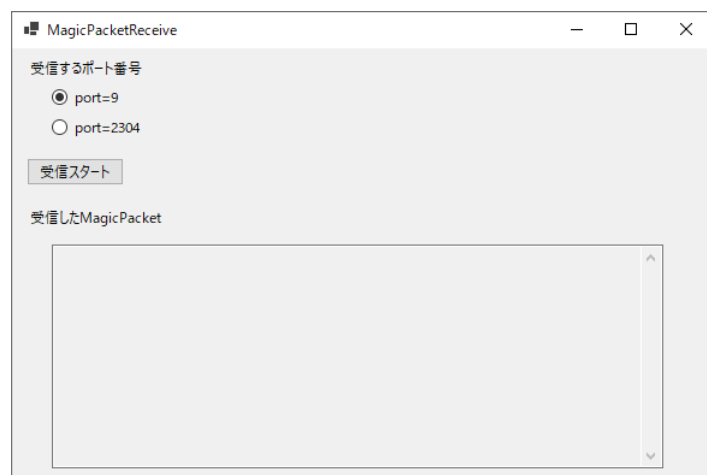 MagicPacketReceive
受信するポート番号
port=9
port=2304
受信スタート
受信したMagicPacket